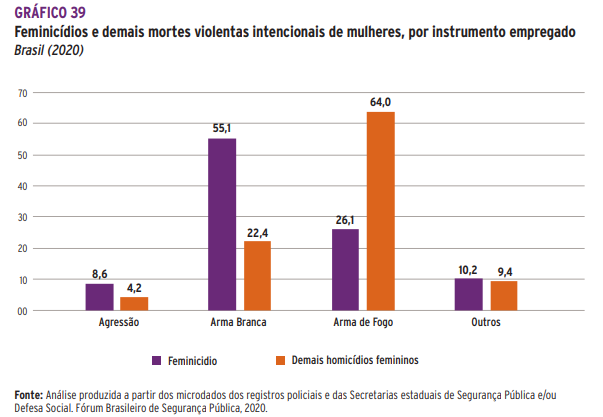 GRÁFICO 39
Feminicídios e demais mortes violentas intencionais de mulheres, por instrumento empregado
Brasil (2020)
70
60
50
40
30
20
10
00
8,6
4,2
55,1
22,4
26,1
64,0
10,2
9,4
Agressão
Arma Branca
Arma de Fogo
Outros
Feminicidio
Demais homicídios femininos
Fonte: Análise produzida a partir dos microdados dos registros policiais e das Secretarias estaduais de Segurança Pública e/ou
Defesa Social. Fórum Brasileiro de Segurança Pública, 2020.